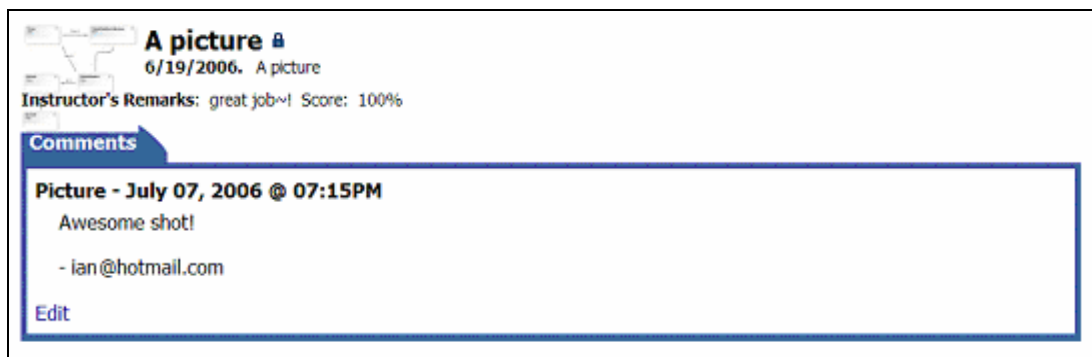 A picture
6/19/2006. A picture
Instructor's Remarks: great job~! Score: 100%
Comments
Picture - July 07, 2006 @ 07:15PM
Awesome shot!
- ian@hotmail.com
Edit